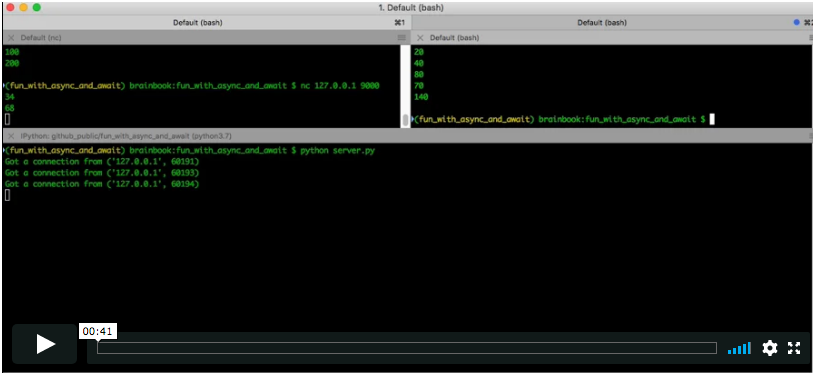 1. Default (bash)
Default (bash)
⌘1
Default (bash)
Default (nc)
Default (bash)
100
200
(fun_with_async_and_await) brainbook:fun_with_async_and_await $ nc 127.0.0.1 9000
34
68
20
40
80
70
140
(fun_with_async_and_await) brainbook:fun_with_async_and_await $
IPython: github_public/fun_with_async_and_await (python3.7)
(fun_with_async_and_await) brainbook:fun_with_async_and_await $ python server.py
Got a connection from ('127.0.0.1', 60191)
Got a connection from ('127.0.0.1', 60193)
Got a connection from ('127.0.0.1', 60194)
00:41